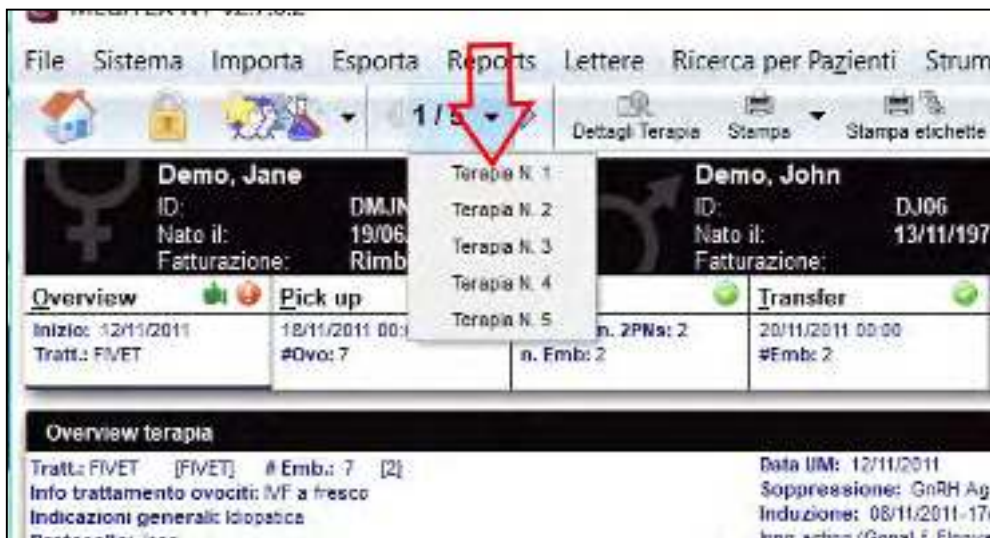 File Sistema Importa Esporta Reports Lettere Ricerca per Pazienti Strum
1 / 5 Dettagli Terapia Stampa Stampa etichette
Demo, Jane Demo, John
ID: DMJN ID: DJ06
Nato il: 19/06 Nato il: 13/11/197
Fatturazione: Rimb Fatturazione:
Terapia N. 1
Terapia N. 2
Terapia N. 3
Terapia N. 4
Terapia N. 5
Overview Pick up Transfer
Inizio: 12/11/2011 18/11/2011 00: n. 2PNs: 2 20/11/2011 00:00
Tratt.: FIVET #Ovo: 7 n. Emb: 2 #Emb: 2
Overview terapia
Tratt.: FIVET [FIVET] # Emb.: 7 [2] Data UM: 12/11/2011
Info trattamento ovociti: IVF a fresco Soppressione: GnRH Ag
Indicazioni generali: Idiopatica Induzione: 08/11/2011-17/